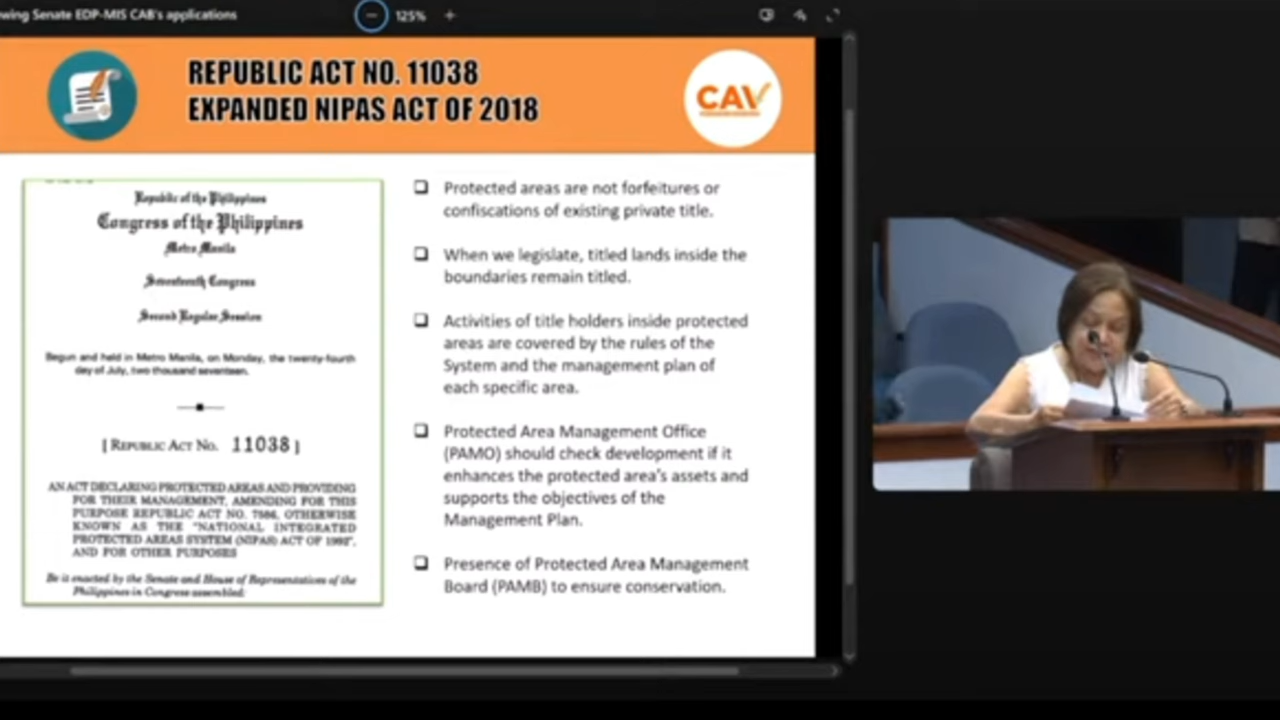 wing Senate EDP-MIS CAB's applications
125%
REPUBLIC ACT NO. 11038
EXPANDED NIPAS ACT OF 2018
CAV
Republic of the Philippines
Congress of the Philippines
Metro Manila
Seventeenth Congress
Second Regular Session
Begun and held in Metro Manila, on Monday, the twenty-fourth
day of July, two thousand seventeen.
[ REPUBLIC ACT NO. 11038 ]
AN ACT DECLARING PROTECTED AREAS AND PROVIDING
FOR THEIR MANAGEMENT, AMENDING FOR THIS
PURPOSE REPUBLIC ACT NO. 7586, OTHERWISE
KNOWN AS THE "NATIONAL INTEGRATED
PROTECTED AREAS SYSTEM (NIPAS) ACT OF 1992",
AND FOR OTHER PURPOSES
Be it enacted by the Senate and House of Representatives of the
Philippines in Congress assembled:
Protected areas are not forfeitures or
confiscations of existing private title.
When we legislate, titled lands inside the
boundaries remain titled.
Activities of title holders inside protected
areas are covered by the rules of the
System and the management plan of
each specific area.
Protected Area Management Office
(PAMO) should check development if it
enhances the protected area's assets and
supports the objectives of the
Management Plan.
Presence of Protected Area Management
Board (PAMB) to ensure conservation.